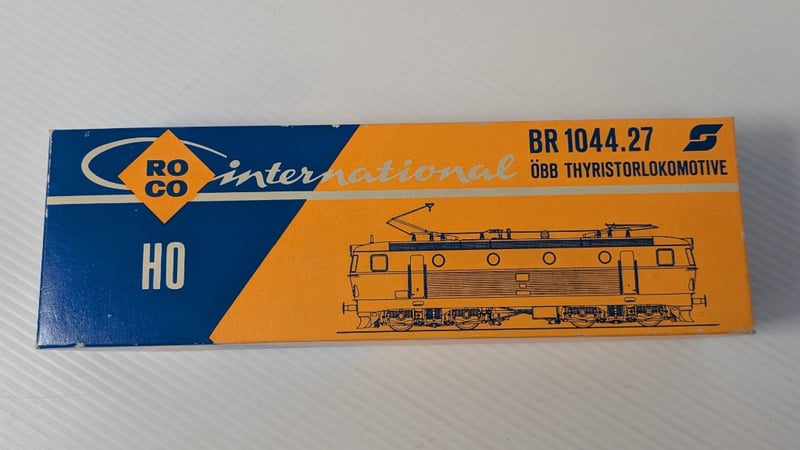 RO
CO
international
BR 1044.27
ÖBB THYRISTORLOKOMOTIVE
HO